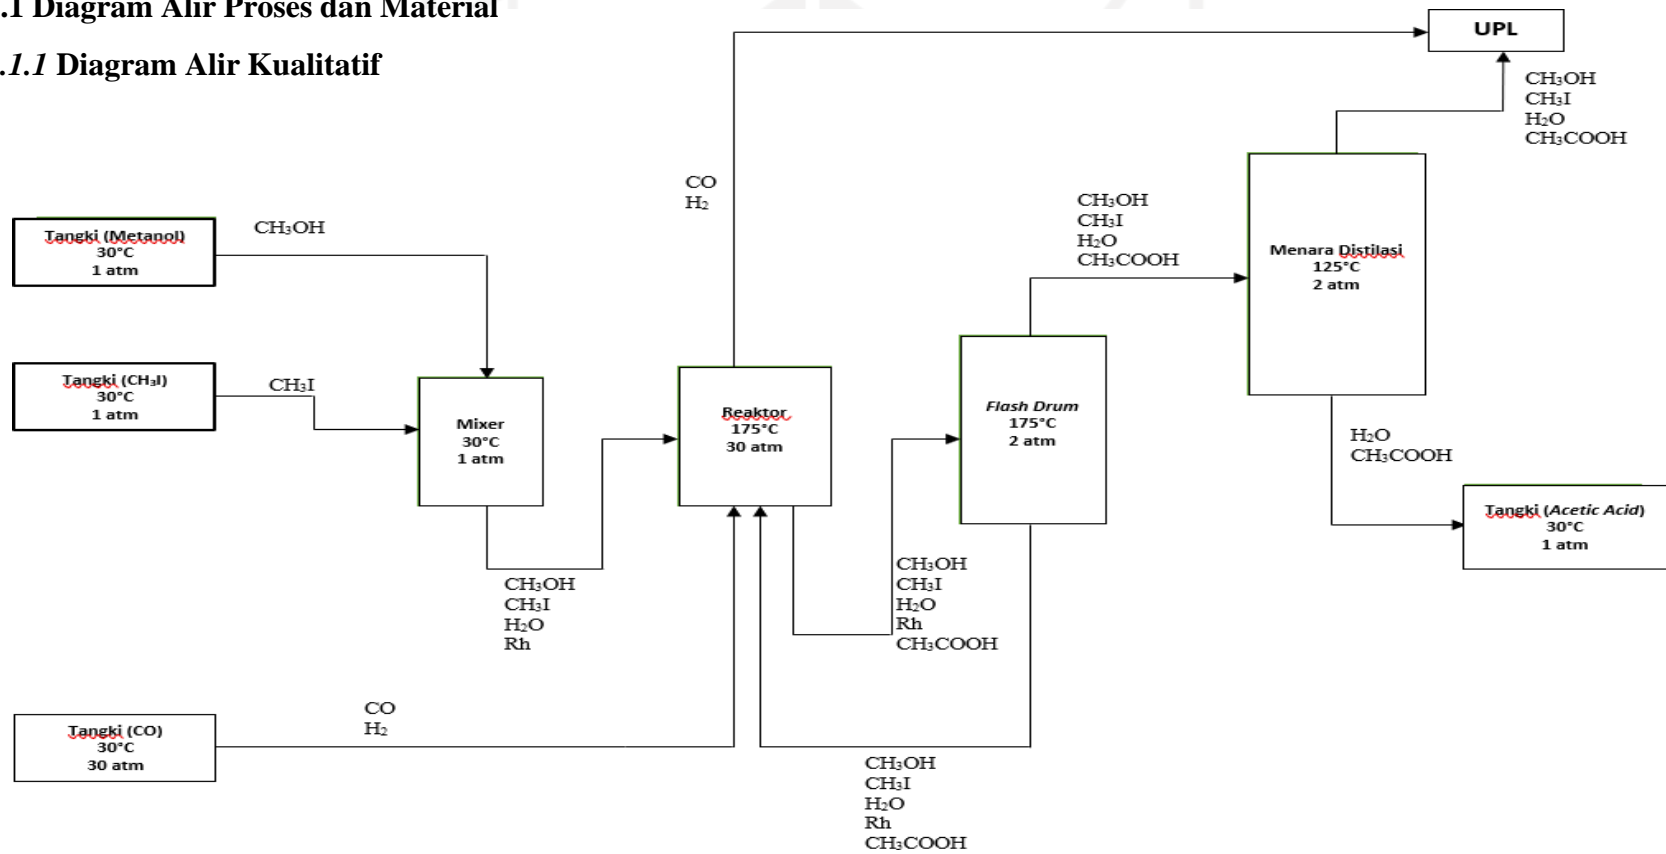 .1 Diagram Alir Proses dan Material
.1.1 Diagram Alir Kualitatif
UPL
CH₃OH
CH₃I
H₂O
CH₃COOH
CO
H₂
CH₃OH
CH₃I
H₂O
CH₃COOH
Menara Distilasi
125°C
2 atm
Tangki (Metanol)
30°C
1 atm
CH₃OH
Tangki (CH₃I)
30°C
1 atm
CH₃I
Mixer
30°C
1 atm
Reaktor
175°C
30 atm
Flash Drum
175°C
2 atm
H₂O
CH₃COOH
Tangki (Acetic Acid)
30°C
1 atm
CH₃OH
CH₃I
H₂O
Rh
CH₃OH
CH₃I
H₂O
Rh
CH₃COOH
Tangki (CO)
30°C
30 atm
CO
H₂
CH₃OH
CH₃I
H₂O
Rh
CH₃COOH